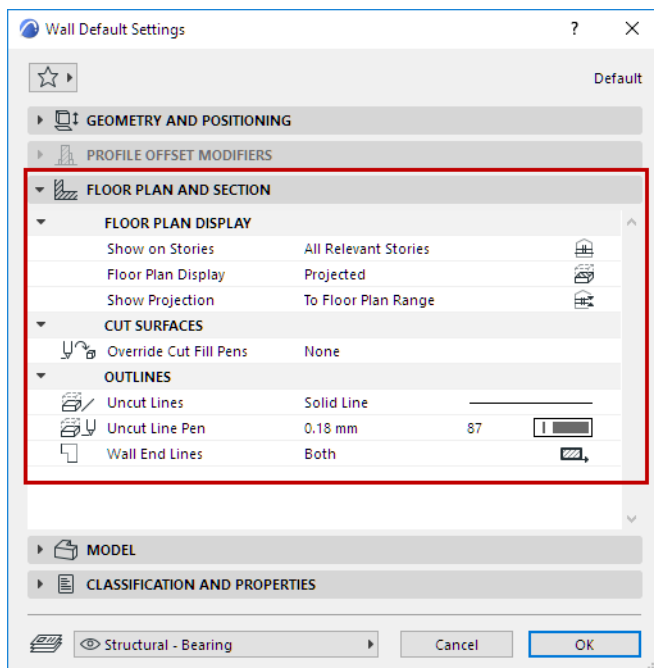 Wall Default Settings ? ×
Default
GEOMETRY AND POSITIONING
PROFILE OFFSET MODIFIERS
FLOOR PLAN AND SECTION
FLOOR PLAN DISPLAY
Show on Stories All Relevant Stories
Floor Plan Display Projected
Show Projection To Floor Plan Range
CUT SURFACES
Override Cut Fill Pens None
OUTLINES
Uncut Lines Solid Line
Uncut Line Pen 0.18 mm 87
Wall End Lines Both
MODEL
CLASSIFICATION AND PROPERTIES
Structural - Bearing Cancel OK